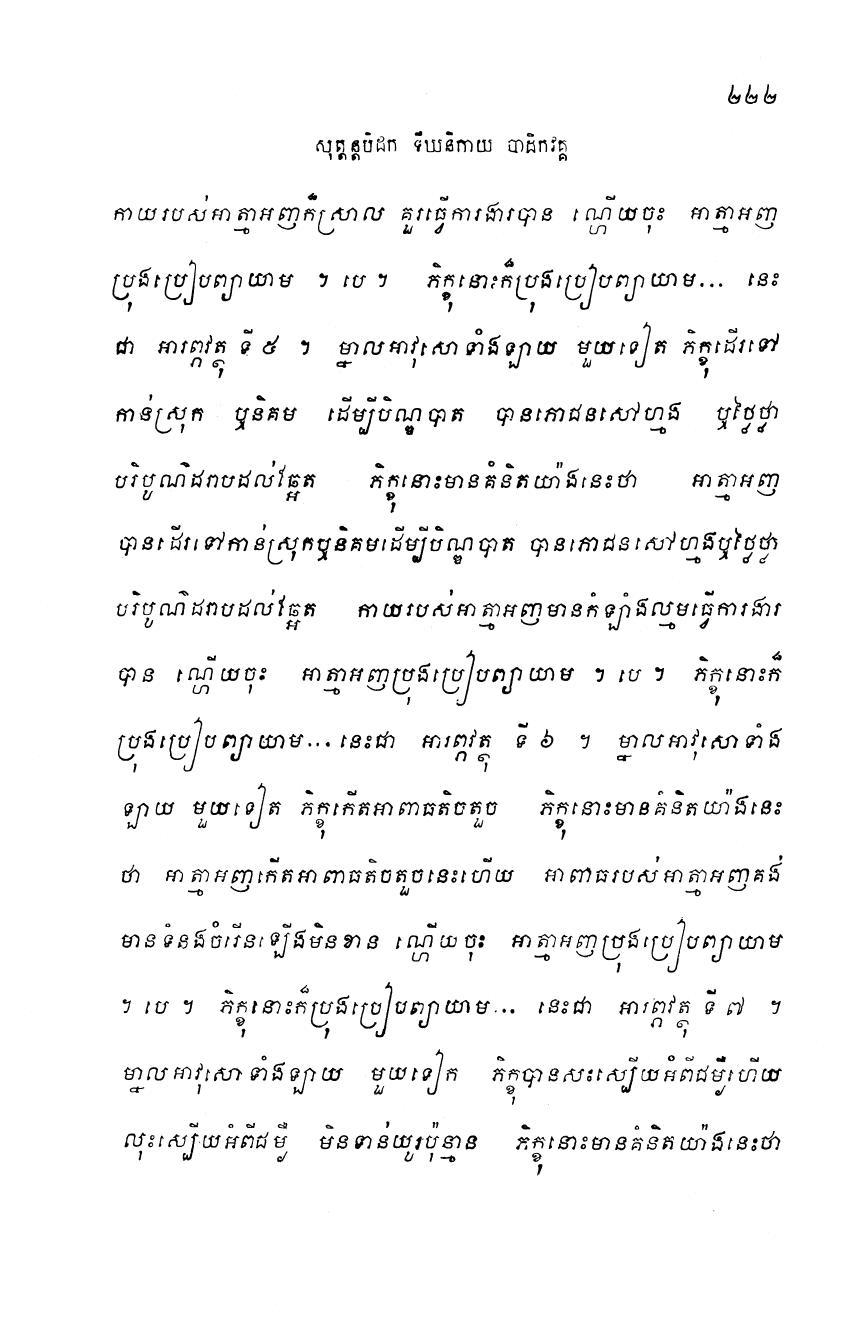 ២២២
សុត្តន្តបិដក ទីឃនិកាយ បាដិកវគ្គ
កាយរបស់អាត្មាអញក៏ស្រាល គួរធ្វើការងារបាន ណ្ហើយចុះ អាត្មាអញ
ប្រុងប្រៀបព្យាយាម ។ បេ ។ ភិក្ខុនោះក៏ប្រុងប្រៀបព្យាយាម... នេះ
ជា អារព្ភវត្ថុ ទី ៥ ។ ម្នាលអាវុសោទាំងឡាយ មួយទៀត ភិក្ខុដើរទៅ
កាន់ស្រុក ឬនិគម ដើម្បីបិណ្ឌបាត បានភោជនសៅហ្មង ឬថ្លៃថ្លា
បរិបូណ៌ដរាបដល់ឆ្អែត ភិក្ខុនោះមានគំនិតយ៉ាងនេះថា អាត្មាអញ
បានដើរទៅកាន់ស្រុកឬនិគមដើម្បីបិណ្ឌបាត បានភោជនសៅហ្មងឬថ្លៃថ្លា
បរិបូណ៌ដរាបដល់ឆ្អែត កាយរបស់អាត្មាអញមានកំឡាំងល្មមធ្វើការងារ
បាន ណ្ហើយចុះ អាត្មាអញប្រុងប្រៀបព្យាយាម ។ បេ ។ ភិក្ខុនោះក៏
ប្រុងប្រៀបព្យាយាម... នេះជា អារព្ភវត្ថុ ទី ៦ ។ ម្នាលអាវុសោទាំង
ឡាយ មួយទៀត ភិក្ខុកើតអាពាធតិចតួច ភិក្ខុនោះមានគំនិតយ៉ាងនេះ
ថា អាត្មាអញកើតអាពាធតិចតួចនេះហើយ អាពាធរបស់អាត្មាអញគង់
មានទំនងចំរើនឡើងមិនខាន ណ្ហើយចុះ អាត្មាអញប្រុងប្រៀបព្យាយាម
។ បេ ។ ភិក្ខុនោះក៏ប្រុងប្រៀបព្យាយាម... នេះជា អារព្ភវត្ថុ ទី ៧ ។
ម្នាលអាវុសោទាំងឡាយ មួយទៀត ភិក្ខុបានសះស្បើយអំពីជម្ងឺហើយ
លុះស្បើយអំពីជម្ងឺ មិនទាន់យូរប៉ុន្មាន ភិក្ខុនោះមានគំនិតយ៉ាងនេះថា